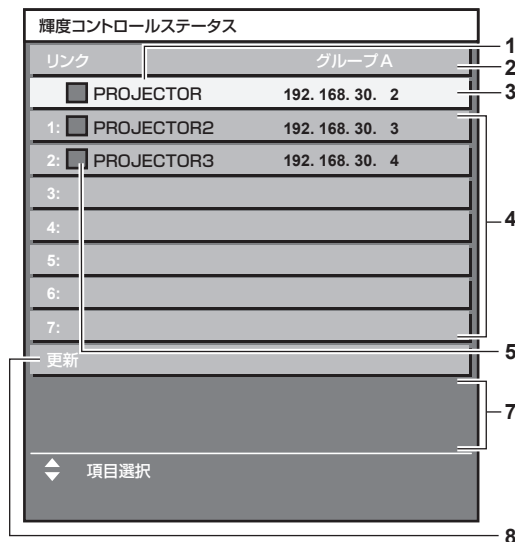 輝度コントロールステータス
リンク グループA
PROJECTOR 192. 168. 30. 2
1: PROJECTOR2 192. 168. 30. 3
2: PROJECTOR3 192. 168. 30. 4
3:
4:
5:
6:
7:
更新
項目選択
1
2
3
4
5
7
8